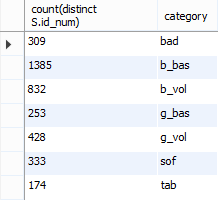 count(distinct S.id_num) category
309 bad
1385 b_bas
832 b_vol
253 g_bas
428 g_vol
333 sof
174 tab